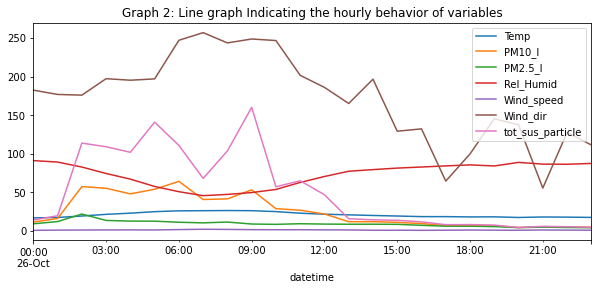 Graph 2: Line graph Indicating the hourly behavior of variables
250
200
150
100
50
0
Temp
PM10_l
PM2.5_l
Rel_Humid
Wind_speed
Wind_dir
tot_sus_particle
00:00
26-Oct
03:00
06:00
09:00
12:00
15:00
18:00
21:00
datetime